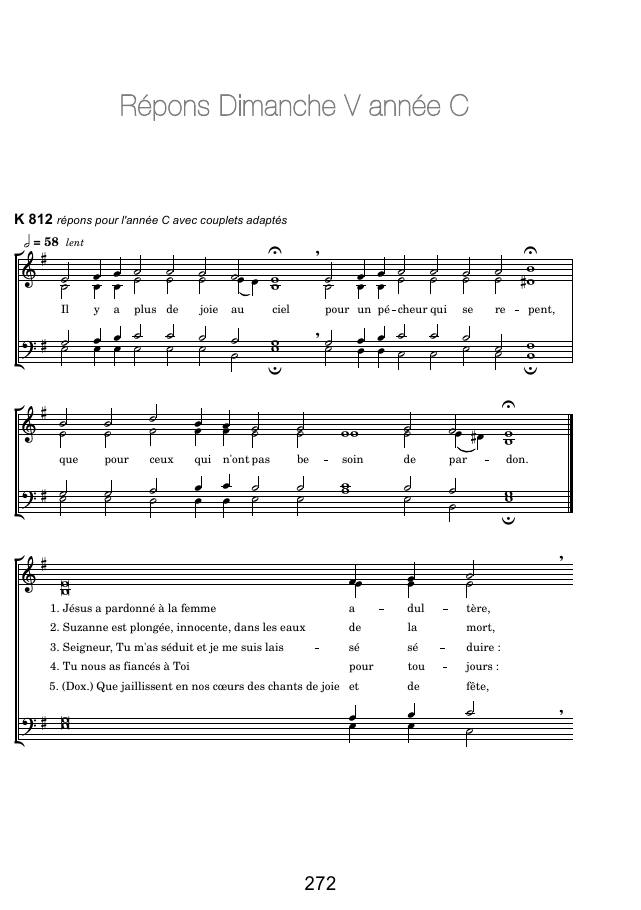 Répons Dimanche V année C
K 812 répons pour l'année C avec couplets adaptés
= 58 lent
Il y a plus de joie au ciel pour un pé – cheur qui se re – pent,
que pour ceux qui n'ont pas be – soin de par – don.
1. Jésus a pardonné à la femme a – dul – tère,
2. Suzanne est plongée, innocente, dans les eaux de la mort,
3. Seigneur, Tu m'as séduit et je me suis lais – sé sé – duire :
4. Tu nous as fiancés à Toi pour tou – jours :
5. (Dox.) Que jaillissent en nos cœurs des chants de joie et de fête,
272